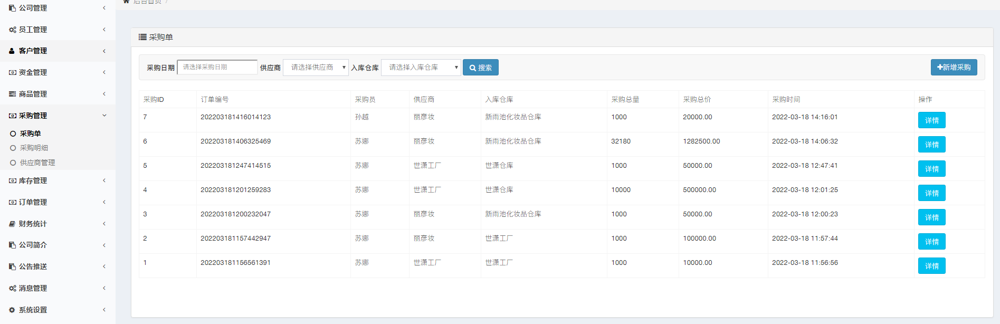 公司管理
员工管理
客户管理
资金管理
商品管理
采购管理
采购单
采购明细
供应商管理
库存管理
订单管理
财务统计
公司简介
公告推送
消息管理
系统设置
后台首页 /
采购单
采购日期 请选择采购日期 供应商 请选择供应商 入库仓库 请选择入库仓库 搜索 新增采购
采购ID 订单编号 采购员 供应商 入库仓库 采购总量 采购总价 采购时间 操作
7 202203181416014123 孙越 丽彦妆 新雨池化妆品仓库 1000 20000.00 2022-03-18 14:16:01 详情
6 202203181406325469 苏娜 丽彦妆 新雨池化妆品仓库 32180 1282500.00 2022-03-18 14:06:32 详情
5 202203181247414515 苏娜 世潇工厂 世潇仓库 1000 50000.00 2022-03-18 12:47:41 详情
4 202203181201259283 苏娜 世潇工厂 世潇仓库 10000 500000.00 2022-03-18 12:01:25 详情
3 202203181200232047 苏娜 丽彦妆 新雨池化妆品仓库 1000 50000.00 2022-03-18 12:00:23 详情
2 202203181157442947 苏娜 丽彦妆 世潇工厂 1000 100000.00 2022-03-18 11:57:44 详情
1 202203181156561391 苏娜 世潇工厂 世潇工厂 1000 10000.00 2022-03-18 11:56:56 详情